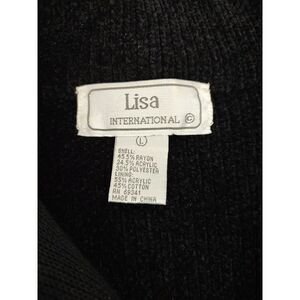 Lisa
INTERNATIONAL ©
L
SHELL:
45.5% RAYON
24.5% ACRYLIC
30% POLYESTER
LINING:
55% ACRYLIC
45% COTTON
RN 69341
MADE IN CHINA